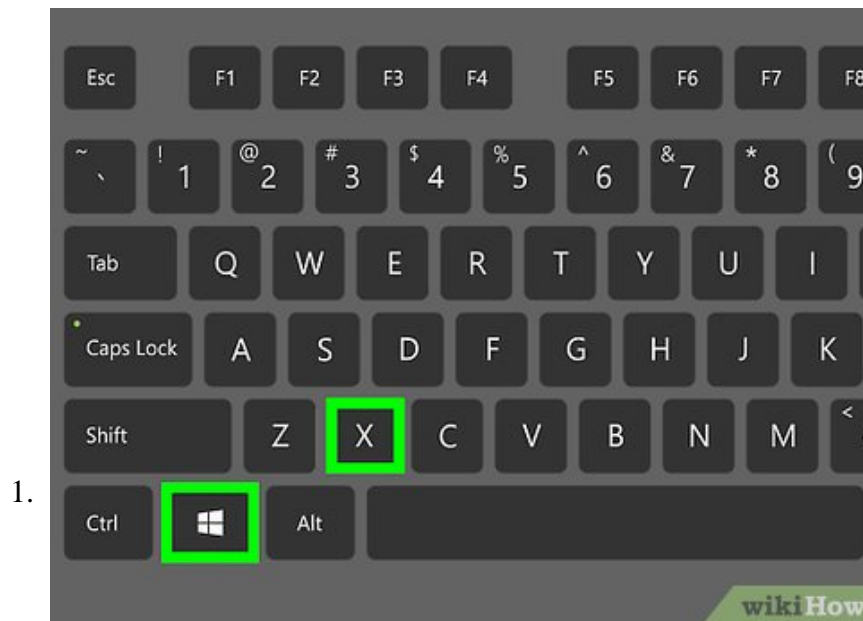 Esc F1 F2 F3 F4 F5 F6 F7 F8
~ ` ! 1 @ 2 # 3 $ 4 % 5 ^ 6 & 7 * 8 ( 9
Tab Q W E R T Y U I
Caps Lock A S D F G H J K
Shift Z X C V B N M <
1.
Ctrl Alt
wikiHow